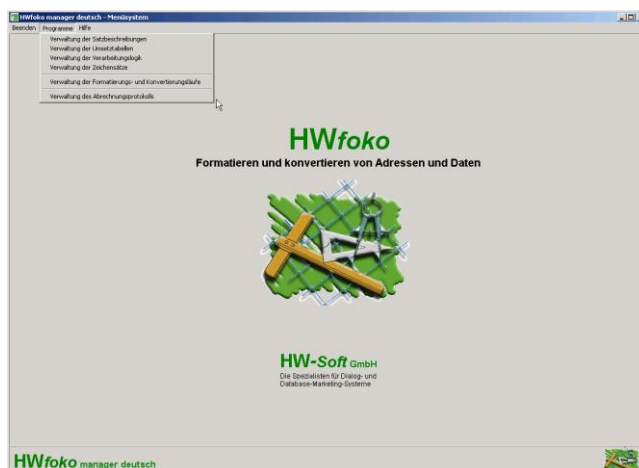 HWfoko manager deutsch - Menüsystem
Beenden Programme Hilfe
Verwaltung der Satzbeschreibungen
Verwaltung der Umsetztabellen
Verwaltung der Verarbeitungslogik
Verwaltung der Zeichensätze
Verwaltung der Formatierungs- und Konvertierungsläufe
Verwaltung des Abrechnungsprotokolls
HWfoko
Formatieren und konvertieren von Adressen und Daten
HW-Soft GmbH
Die Spezialisten für Dialog- und
Database-Marketing-Systeme
HWfoko manager deutsch